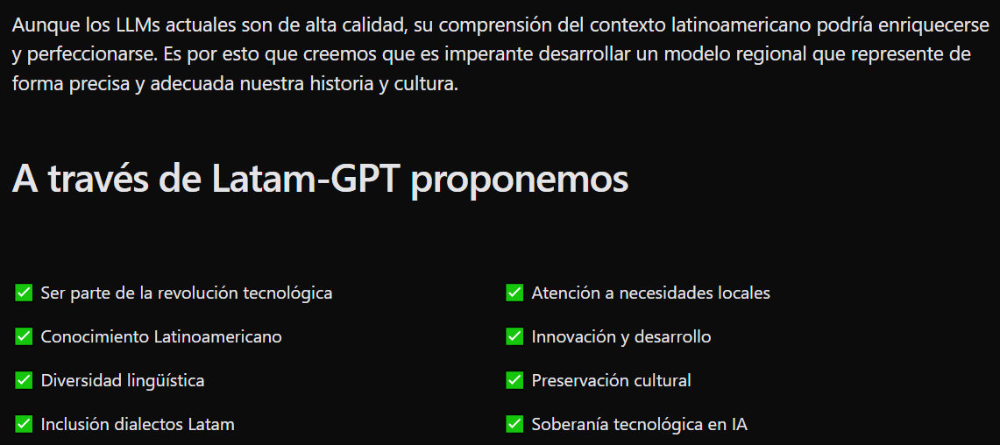 Aunque los LLMs actuales son de alta calidad, su comprensión del contexto latinoamericano podría enriquecerse
y perfeccionarse. Es por esto que creemos que es imperante desarrollar un modelo regional que represente de
forma precisa y adecuada nuestra historia y cultura.
A través de Latam-GPT proponemos
Ser parte de la revolución tecnológica
Atención a necesidades locales
Conocimiento Latinoamericano
Innovación y desarrollo
Diversidad lingüística
Preservación cultural
Inclusión dialectos Latam
Soberanía tecnológica en IA